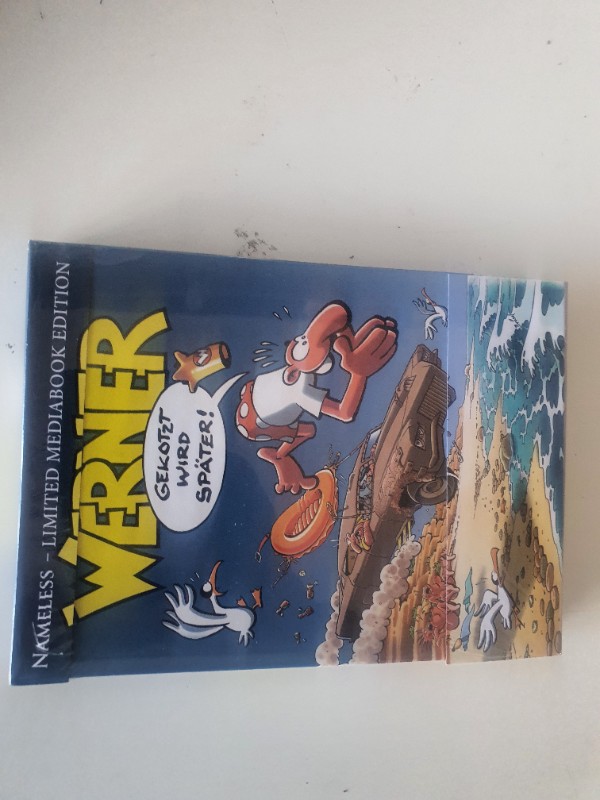 NAMELESS – LIMITED MEDIABOOK EDITION
WERNER
GEKOTZT
WIRD
SPÄTER!